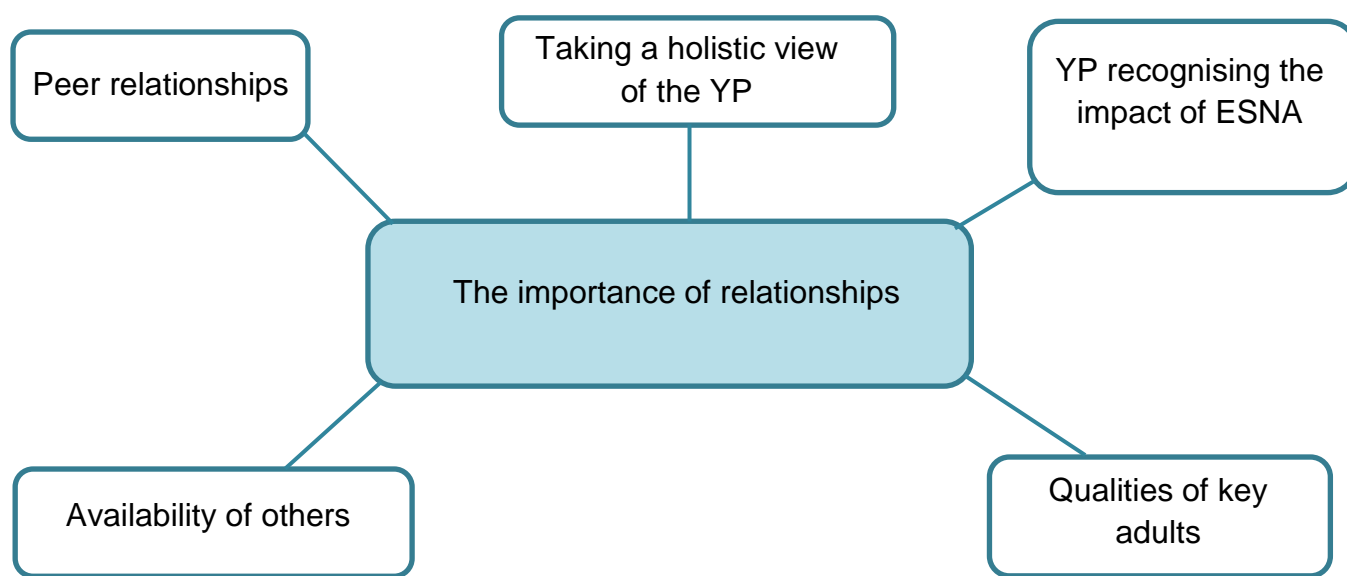 Peer relationships
Taking a holistic view
of the YP
YP recognising the
impact of ESNA
The importance of relationships
Availability of others
Qualities of key
adults